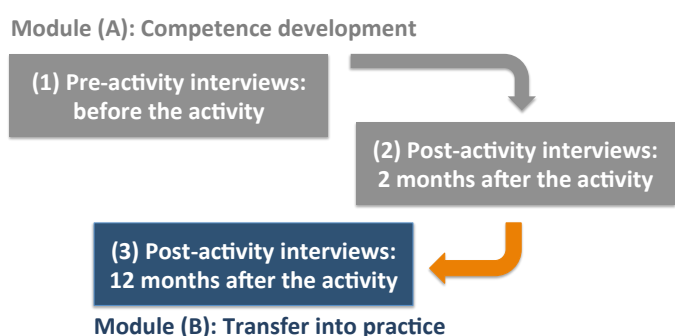 Module (A): Competence development
(1) Pre-activity interviews:
before the activity
(2) Post-activity interviews:
2 months after the activity
(3) Post-activity interviews:
12 months after the activity
Module (B): Transfer into practice